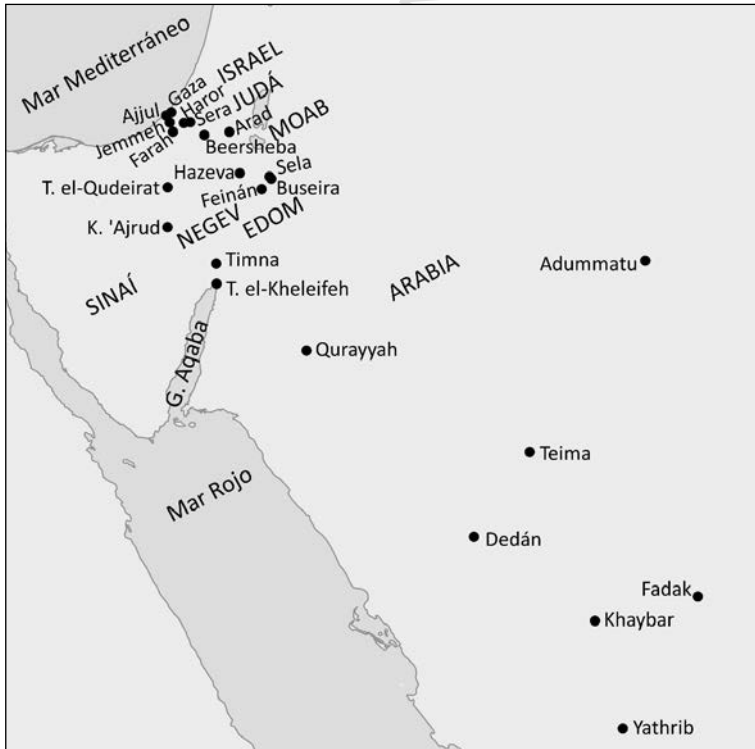 Mar Mediterráneo
ISRAEL
Gaza
Ajjul
Haror
Jemmeh
Sera
JUDÁ
Farah
Arad
MOAB
Beersheba
Hazeva
Sela
T. el-Qudeirat
Feinán
Buseira
K. 'Ajrud
NEGEV
EDOM
Timna
ARABIA
Adummatu
SINAÍ
T. el-Kheleifeh
G. Aqaba
Qurayyah
Teima
Mar Rojo
Dedán
Fadak
Khaybar
Yathrib